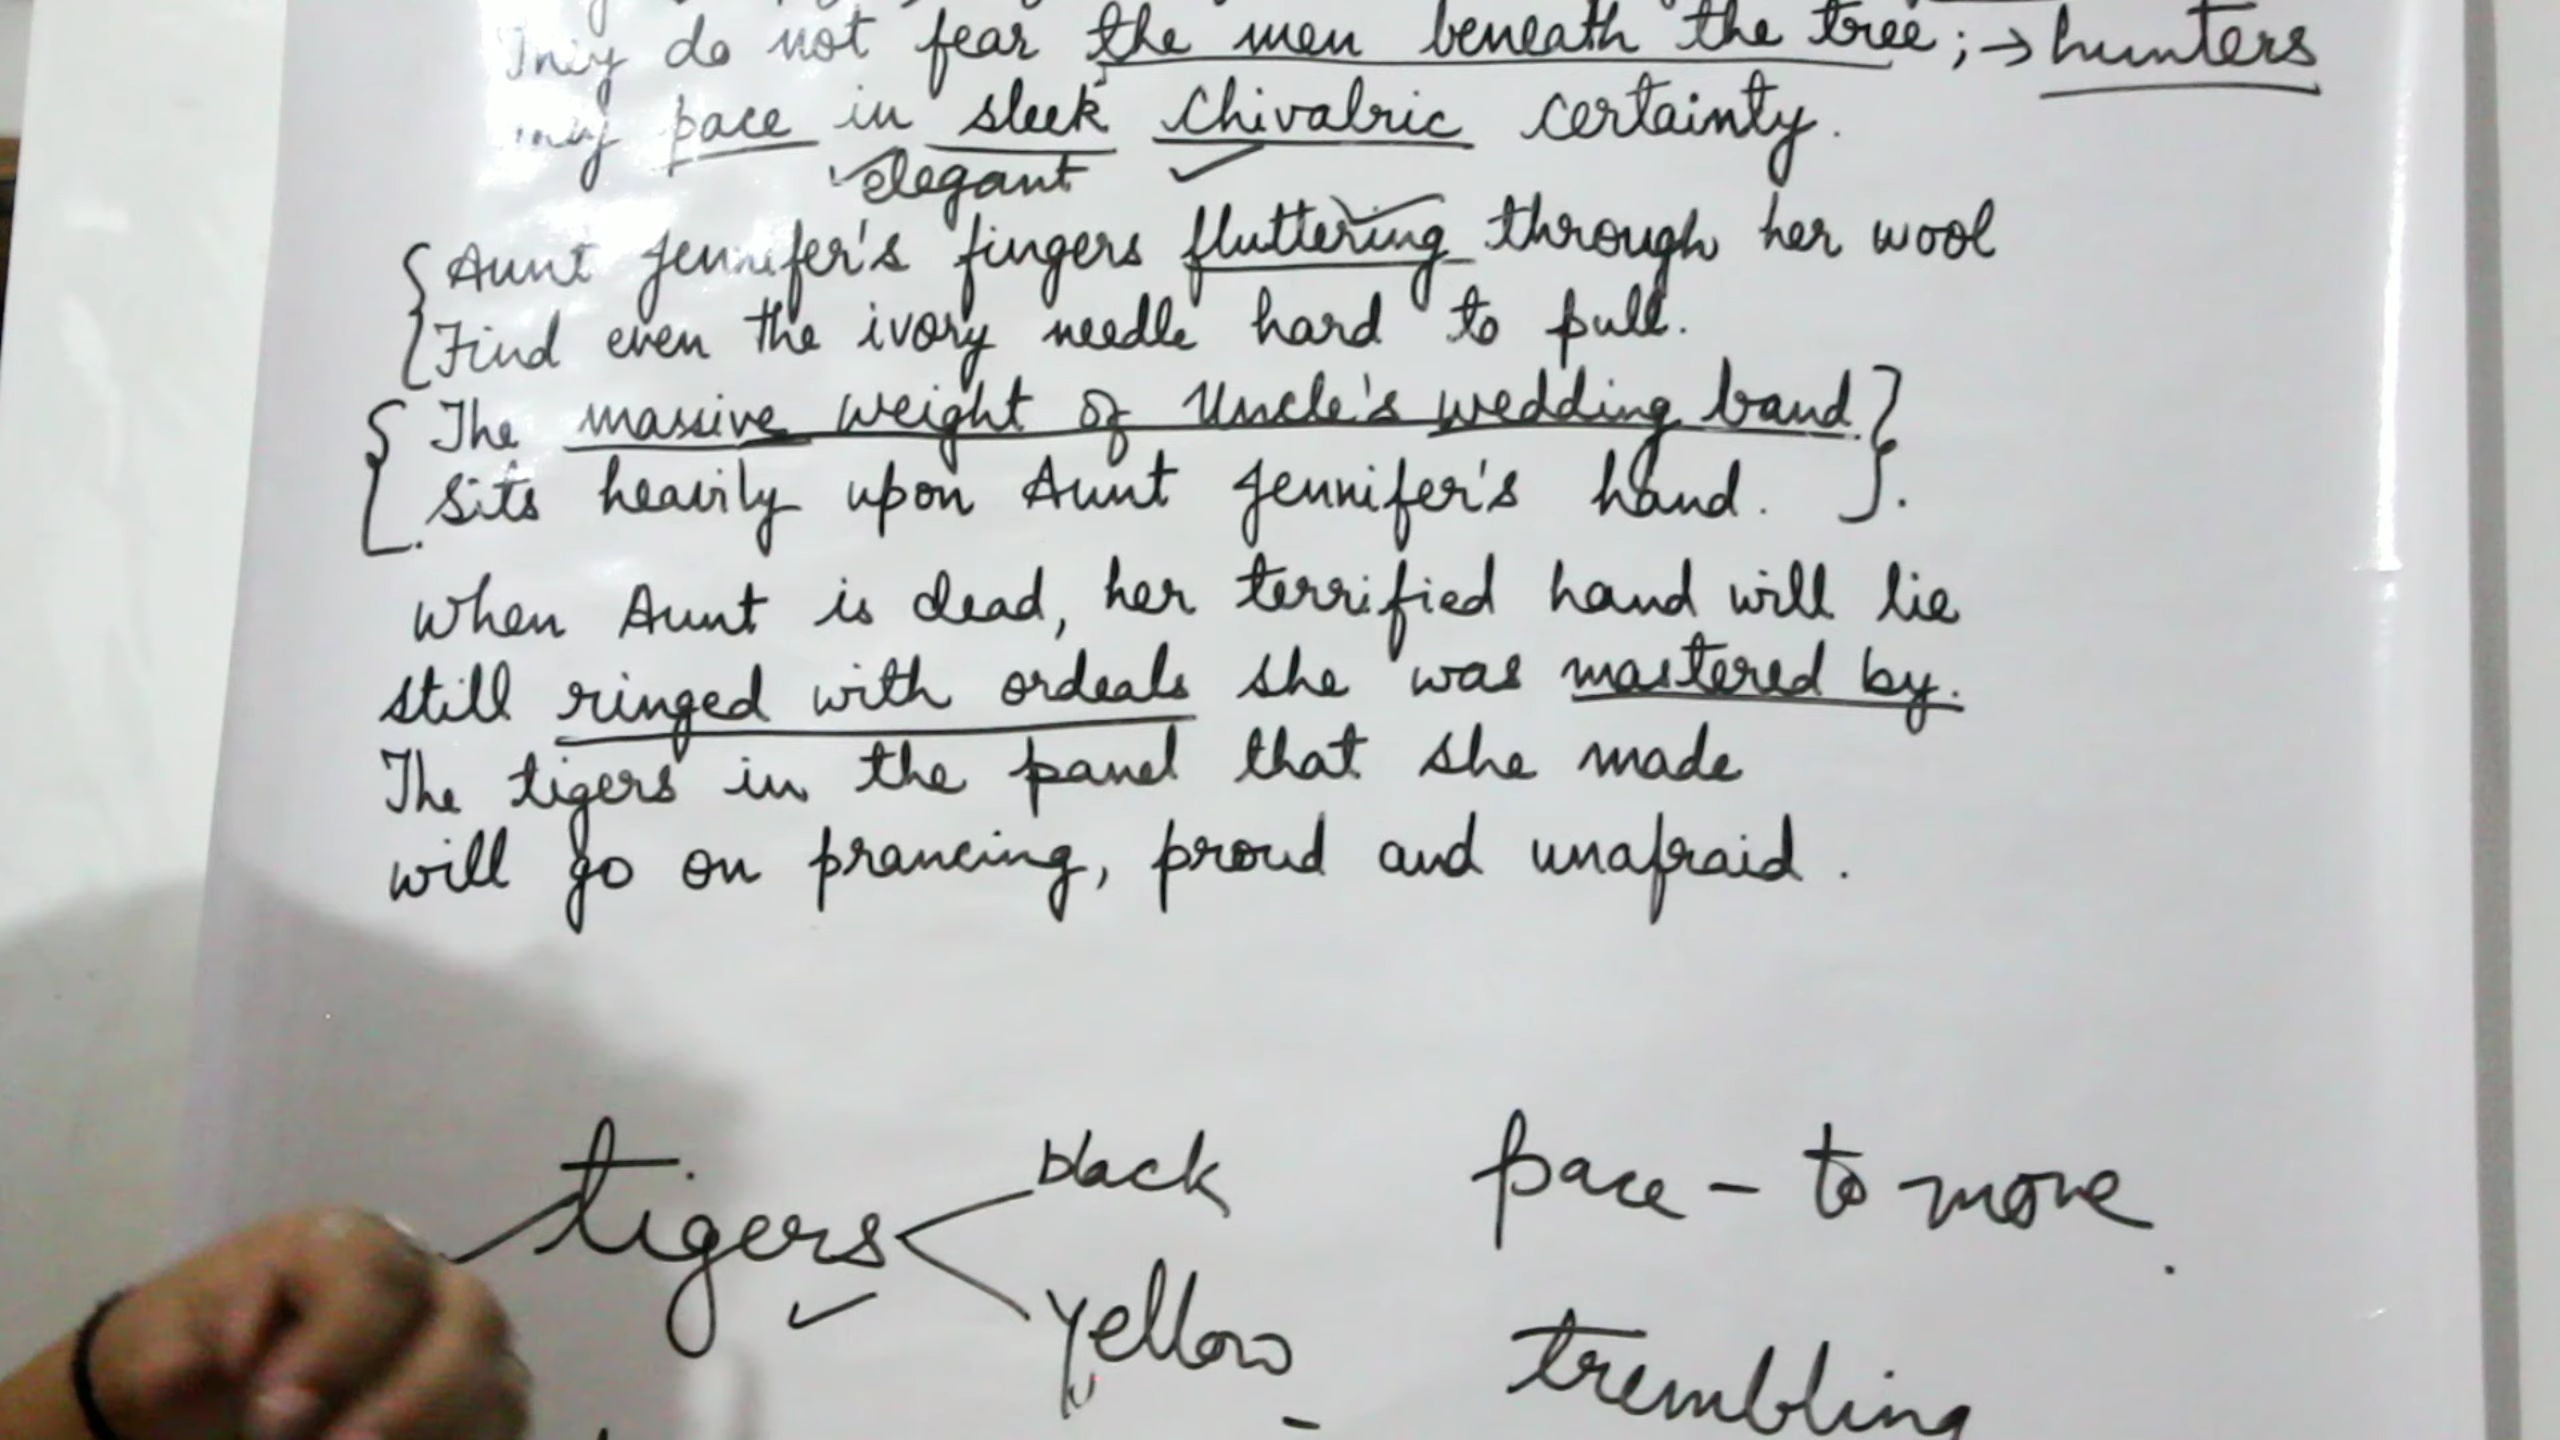 They do not fear the men beneath the tree; → hunters
They pace in sleek chivalric certainty.
elegant
Aunt Jennifer's fingers fluttering through her wool
Find even the ivory needle hard to pull.
The massive weight of Uncle's wedding band
Sits heavily upon Aunt Jennifer's hand.
When Aunt is dead, her terrified hand will lie
still ringed with ordeals she was mastered by.
The tigers in the panel that she made
will go on prancing, proud and unafraid.
black
tigers
pace - to move
yellow
trembling